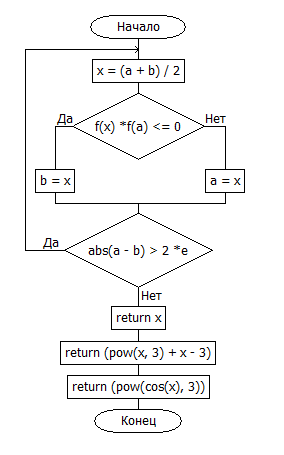 Начало
x = (a + b) / 2
Да
f(x) *f(a) <= 0
Нет
b = x
a = x
Да
abs(a - b) > 2 *e
Нет
return x
return (pow(x, 3) + x - 3)
return (pow(cos(x), 3))
Конец